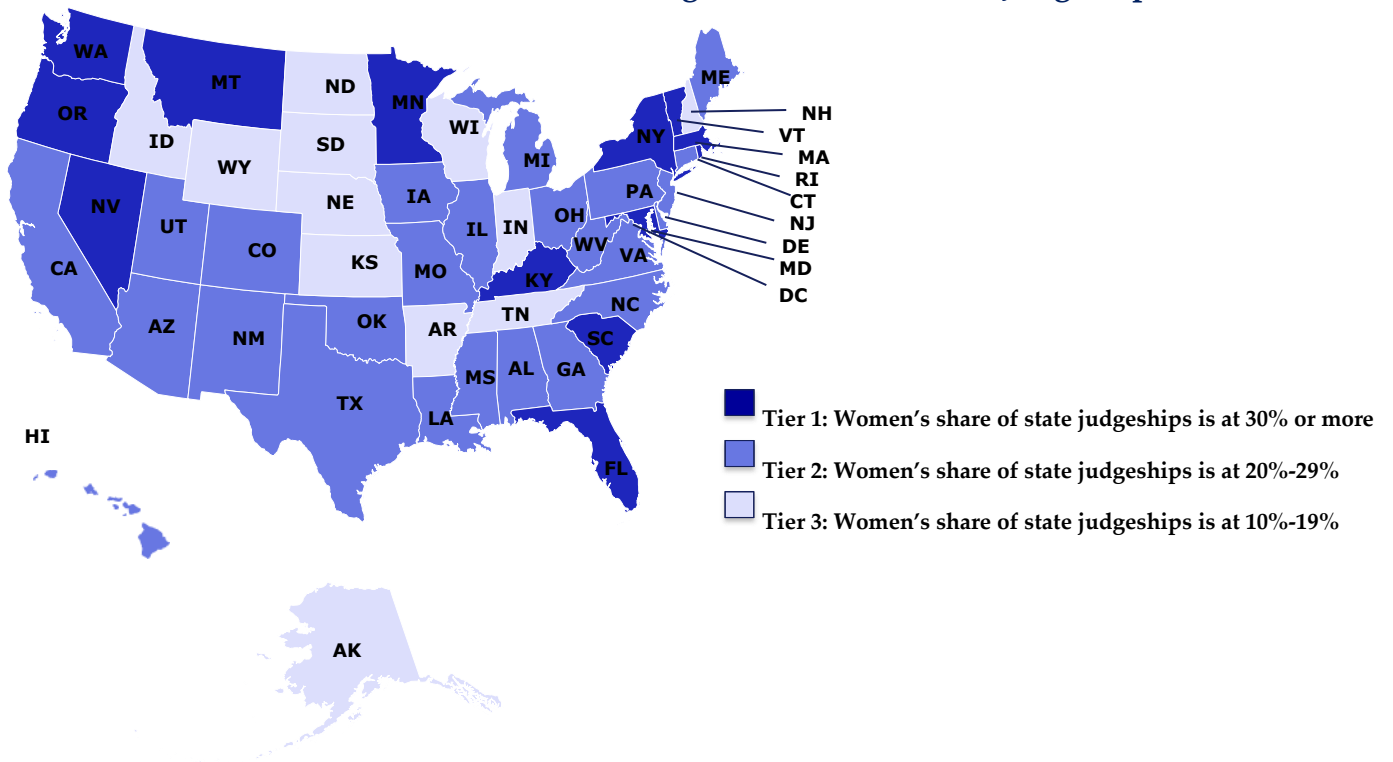 WA
MT
ND
MN
ME
OR
NH
ID
SD
WI
NY
VT
WY
MI
MA
RI
NV
NE
IA
PA
CT
UT
IL
IN
OH
NJ
CO
WV
DE
CA
KS
MO
KY
VA
MD
DC
AZ
NM
OK
AR
TN
NC
SC
TX
MS
AL
GA
LA
HI
FL
AK
Tier 1: Women’s share of state judgeships is at 30% or more
Tier 2: Women’s share of state judgeships is at 20%-29%
Tier 3: Women’s share of state judgeships is at 10%-19%